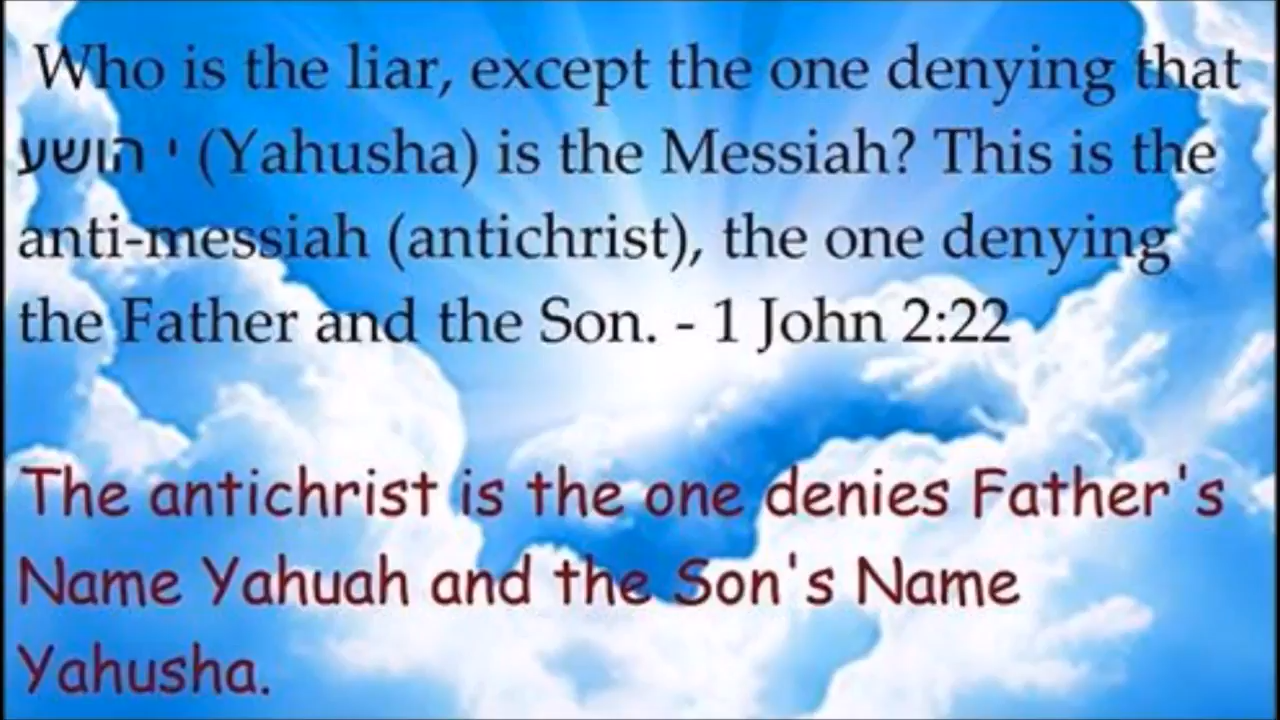 Who is the liar, except the one denying that
י הושע (Yahusha) is the Messiah? This is the
anti-messiah (antichrist), the one denying
the Father and the Son. - 1 John 2:22
The antichrist is the one denies Father's
Name Yahuah and the Son's Name
Yahusha.